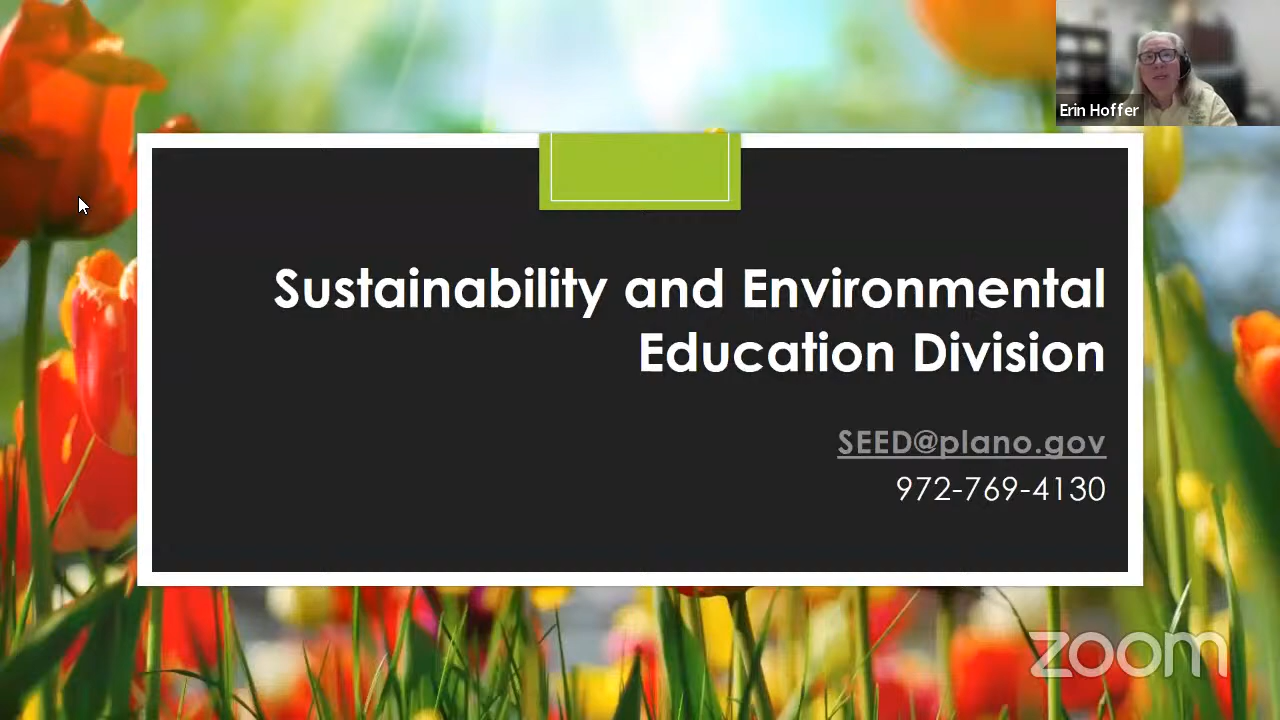 Erin Hoffer
Sustainability and Environmental
Education Division
SEED@plano.gov
972-769-4130
zoom